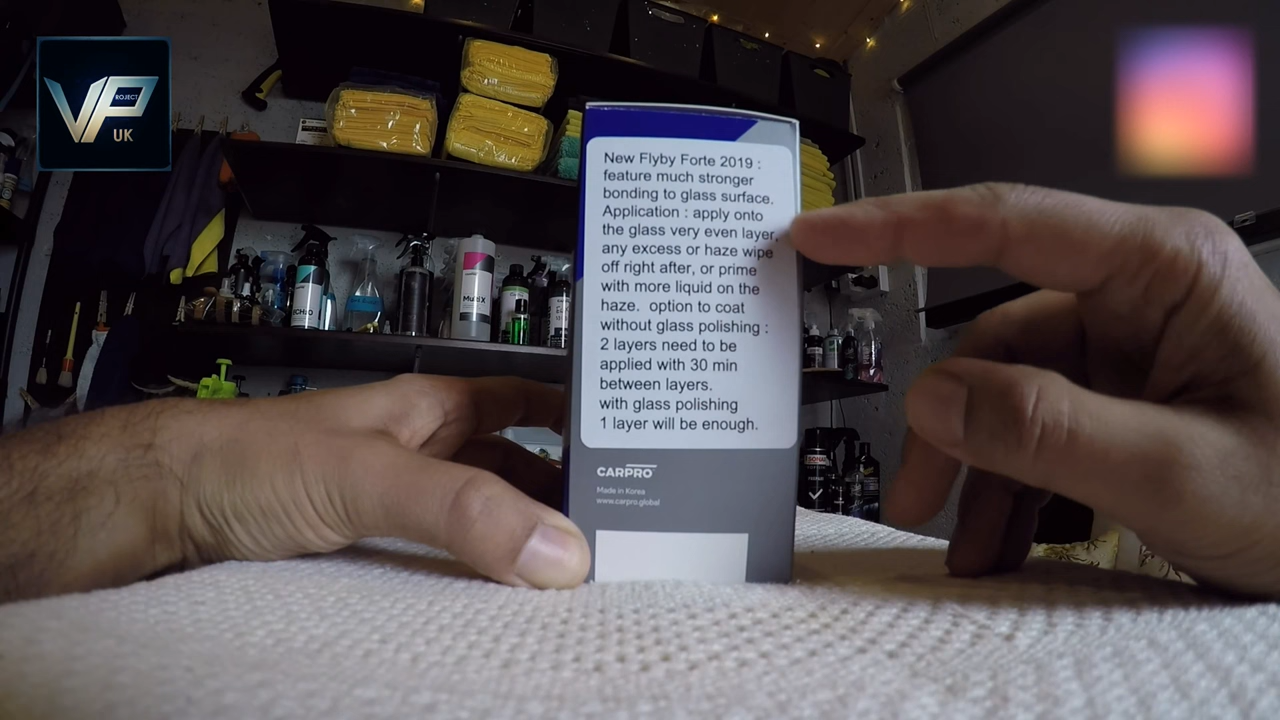 VP
ROJECT
UK
New Flyby Forte 2019 :
feature much stronger
bonding to glass surface.
Application : apply onto
the glass very even layer,
any excess or haze wipe
off right after, or prime
with more liquid on the
haze. option to coat
without glass polishing :
2 layers need to be
applied with 30 min
between layers.
with glass polishing
1 layer will be enough.
CARPRO
Made in Korea
www.carpro.global
MultiX